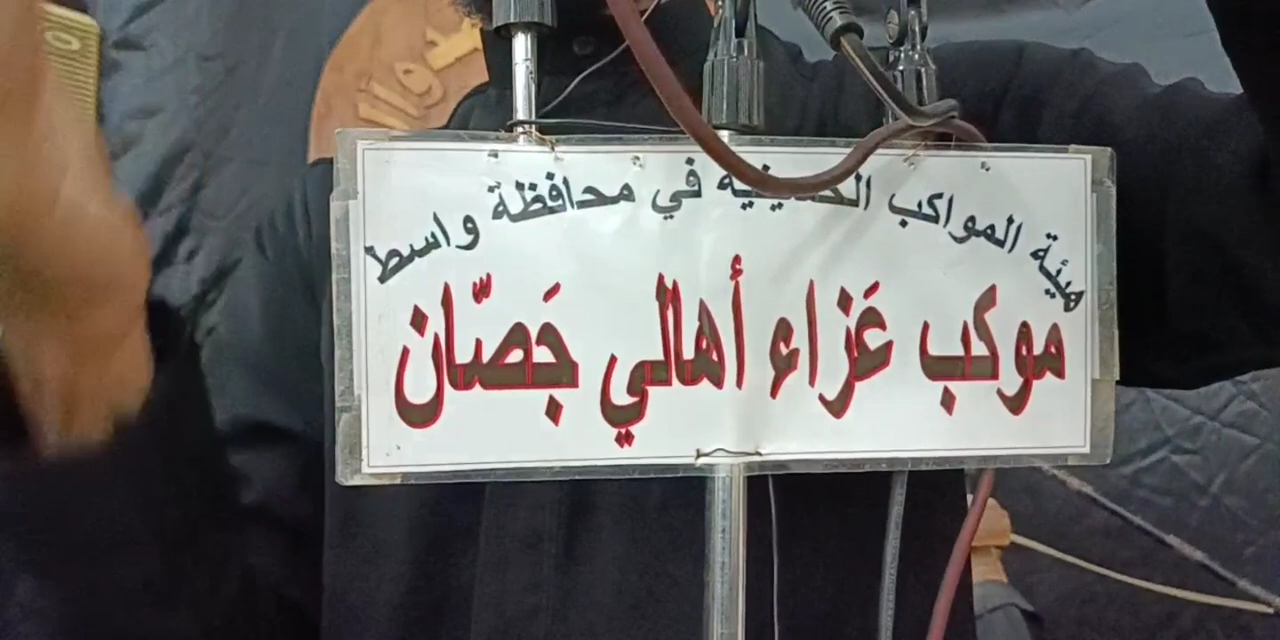 هيئة المواكب الحسينية في محافظة واسط
موكب عَزاء أهالي جَصّان